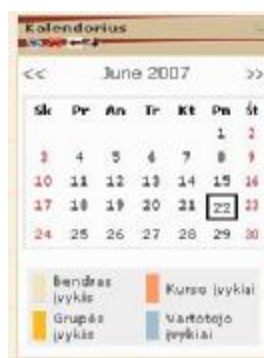 Kalendorius
<< June 2007 >>
Sk Pr An Tr Kt Pn Št
1 2
3 4 5 6 7 8 9
10 11 12 13 14 15 16
17 18 19 20 21 22 23
24 25 26 27 28 29 30
Bendras įvykis
Kurso įvykiai
Grupės įvykis
Vartotojo įvykiai